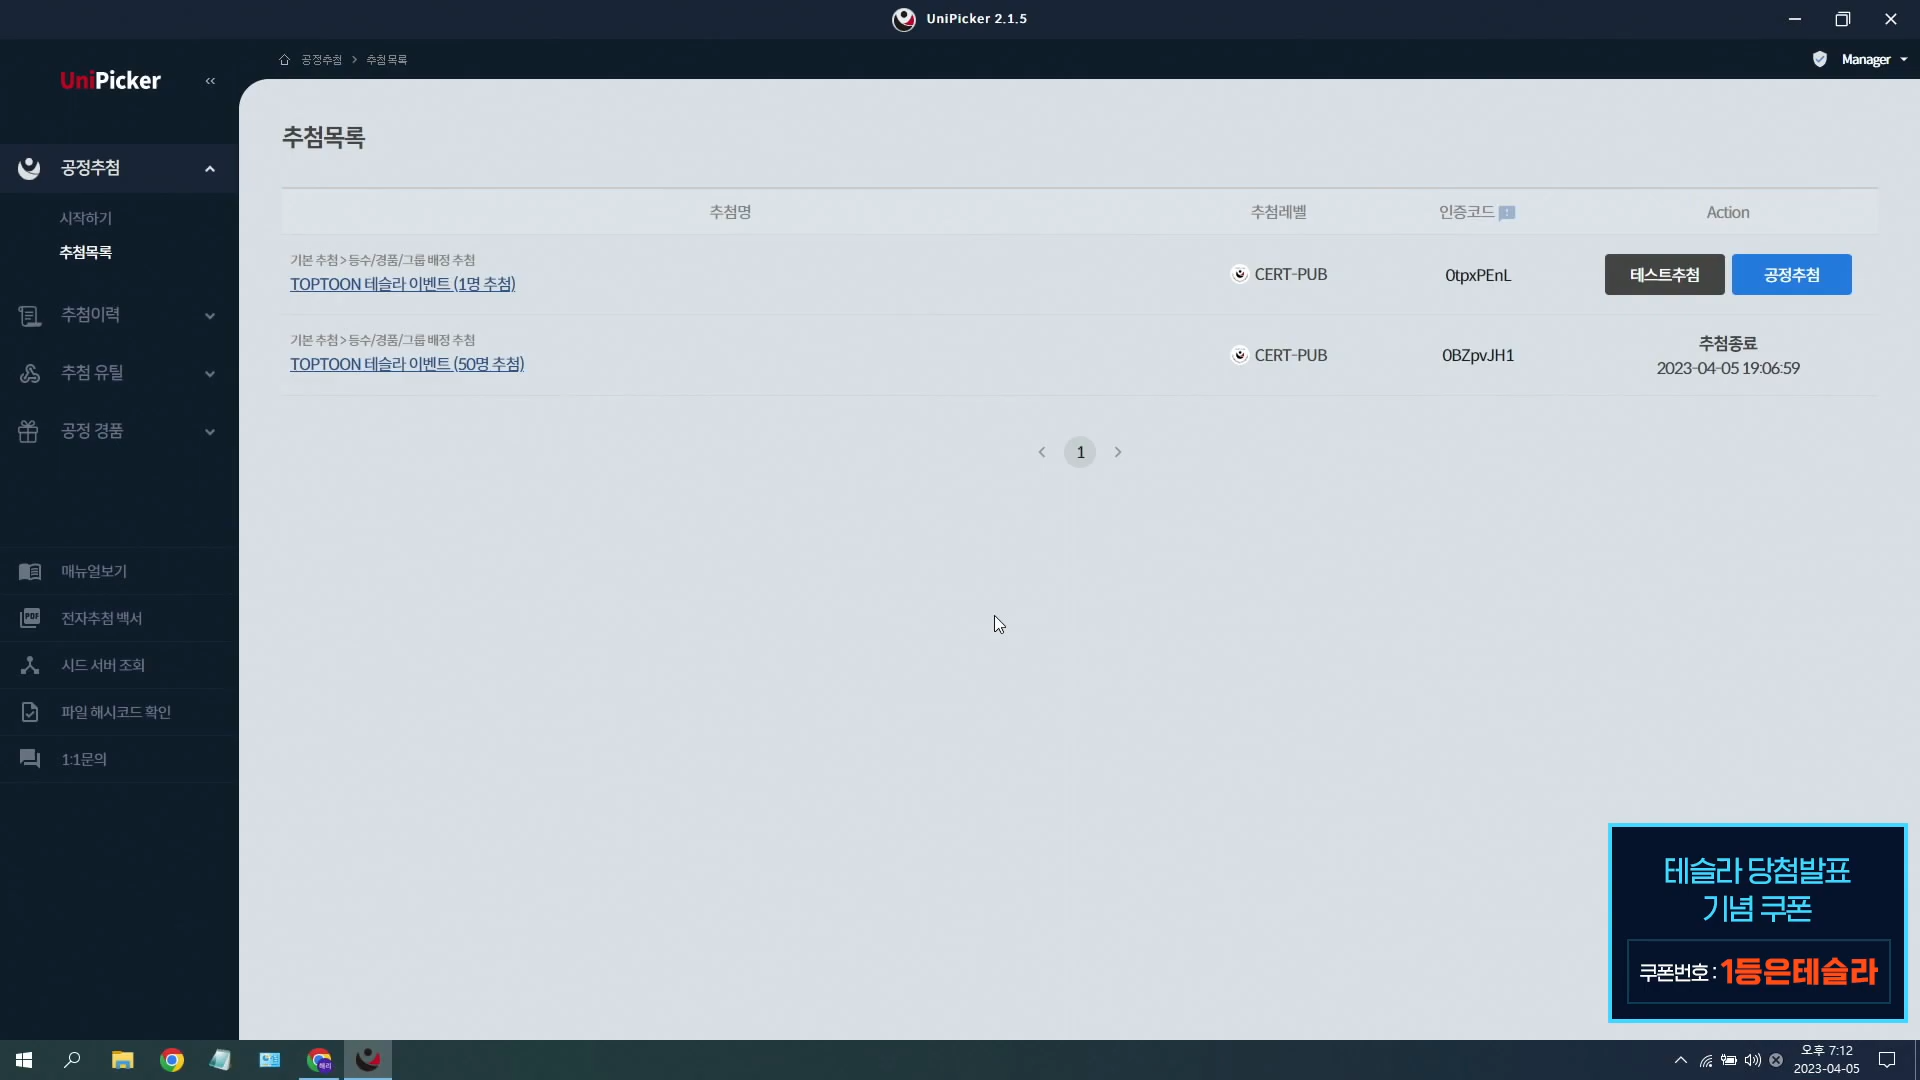 UniPicker 2.1.5
UniPicker
공정추첨
추첨목록
Manager
공정추첨
시작하기
추첨목록
추첨이력
추첨 유틸
공정 경품
매뉴얼보기
PDF
전자추첨 백서
시드 서버 조회
파일 해시코드 확인
1:1문의
추첨목록
추첨명
추첨레벨
인증코드
Action
기본 추첨 > 등수/경품/그룹 배정 추첨
TOPTOON 테슬라 이벤트 (1명 추첨)
CERT-PUB
0tpxPEnL
테스트추첨
공정추첨
기본 추첨 > 등수/경품/그룹 배정 추첨
TOPTOON 테슬라 이벤트 (50명 추첨)
CERT-PUB
0BZpvJH1
추첨종료
2023-04-05 19:06:59
1
테슬라 당첨발표
기념 쿠폰
쿠폰번호 : 1등은테슬라
오후 7:12
2023-04-05